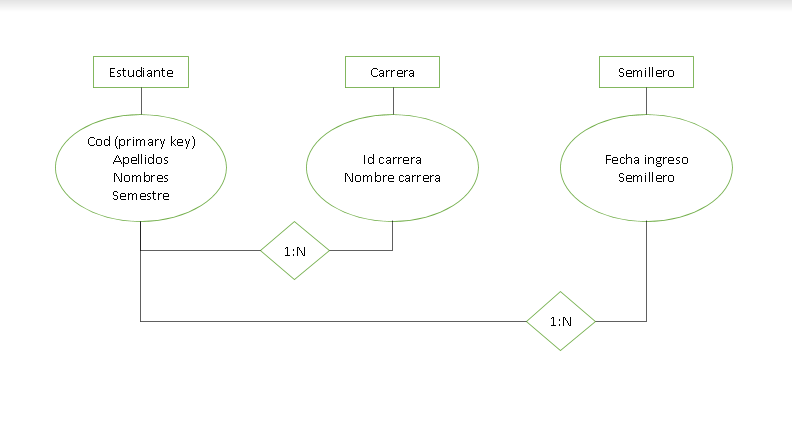 Estudiante
Carrera
Semillero
Cod (primary key)
Apellidos
Nombres
Semestre
Id carrera
Nombre carrera
Fecha ingreso
Semillero
1:N
1:N